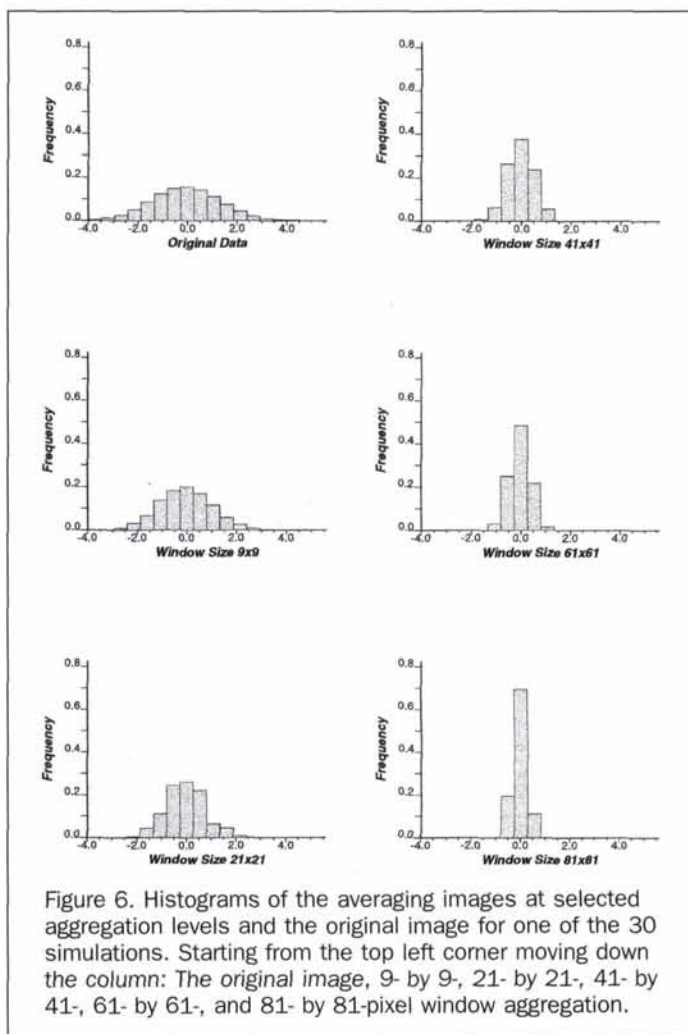 0.8
0.6
0.4
0.2
0.0
Frequency
-4.0 -2.0 0.0 2.0 4.0
Original Data
0.8
0.6
0.4
0.2
0.0
Frequency
-4.0 -2.0 0.0 2.0 4.0
Window Size 41x41
0.8
0.6
0.4
0.2
0.0
Frequency
-4.0 -2.0 0.0 2.0 4.0
Window Size 9x9
0.8
0.6
0.4
0.2
0.0
Frequency
-4.0 -2.0 0.0 2.0 4.0
Window Size 61x61
0.8
0.6
0.4
0.2
0.0
Frequency
-4.0 -2.0 0.0 2.0 4.0
Window Size 21x21
0.8
0.6
0.4
0.2
0.0
Frequency
-4.0 -2.0 0.0 2.0 4.0
Window Size 81x81
Figure 6. Histograms of the averaging images at selected
aggregation levels and the original image for one of the 30
simulations. Starting from the top left corner moving down
the column: The original image, 9- by 9-, 21- by 21-, 41- by
41-, 61- by 61-, and 81- by 81-pixel window aggregation.